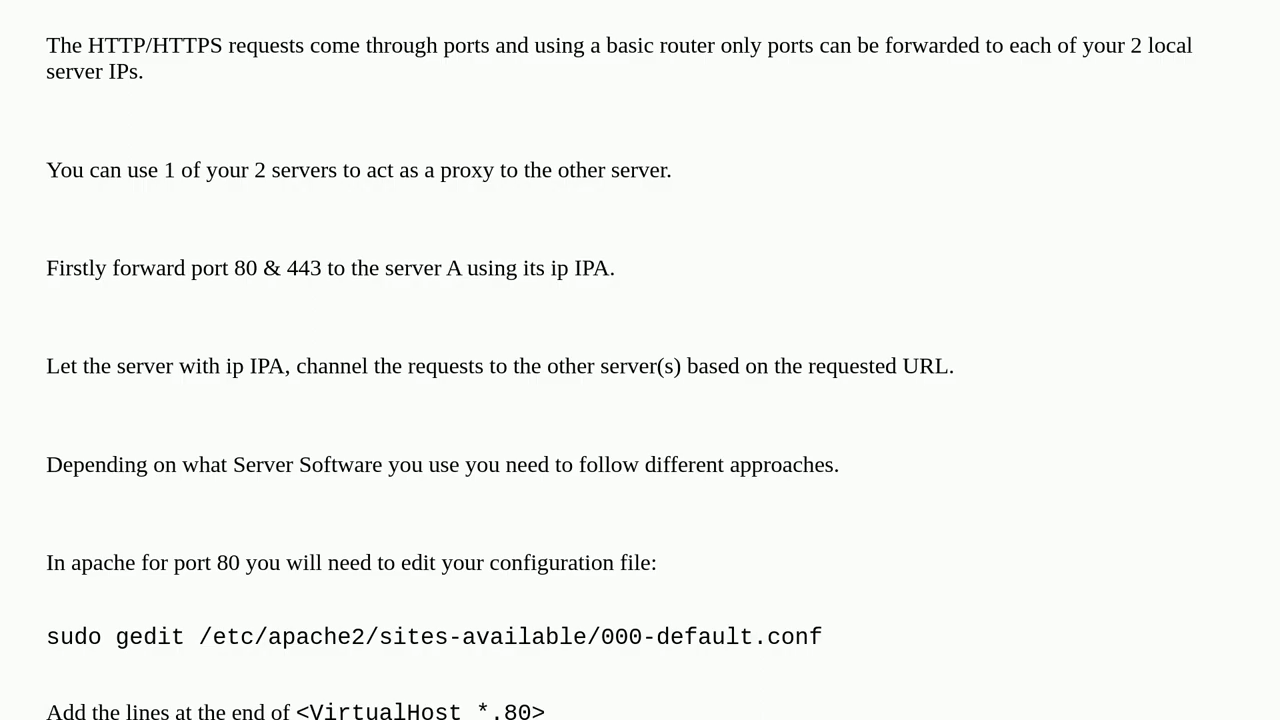 The HTTP/HTTPS requests come through ports and using a basic router only ports can be forwarded to each of your 2 local
server IPs.
You can use 1 of your 2 servers to act as a proxy to the other server.
Firstly forward port 80 & 443 to the server A using its ip IPA.
Let the server with ip IPA, channel the requests to the other server(s) based on the requested URL.
Depending on what Server Software you use you need to follow different approaches.
In apache for port 80 you will need to edit your configuration file:
sudo gedit /etc/apache2/sites-available/000-default.conf
Add the lines at the end of <VirtualHost *.80>